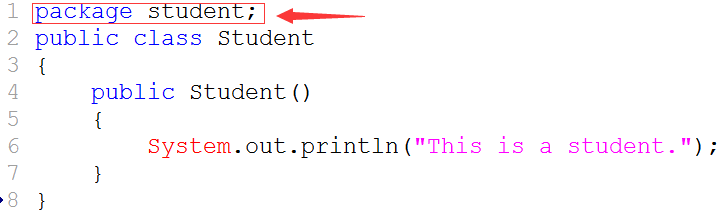 1 package student;
2 public class Student
3 {
4     public Student()
5     {
6         System.out.println("This is a student.");
7     }
8 }